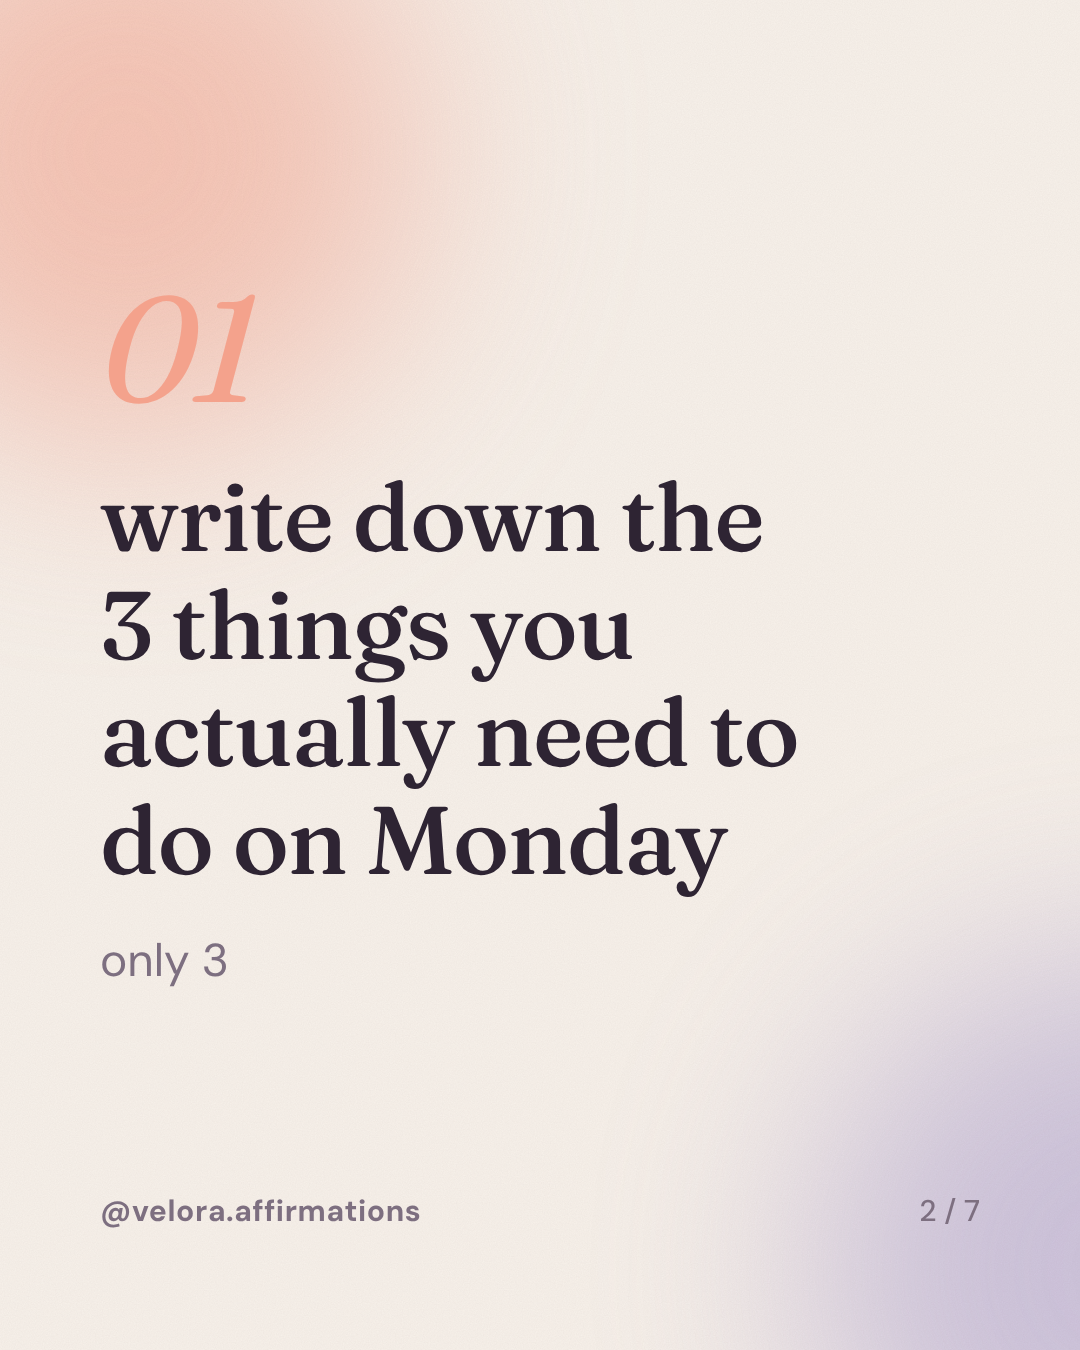 01
write down the
3 things you
actually need to
do on Monday
only 3
@velora.affirmations
2 / 7